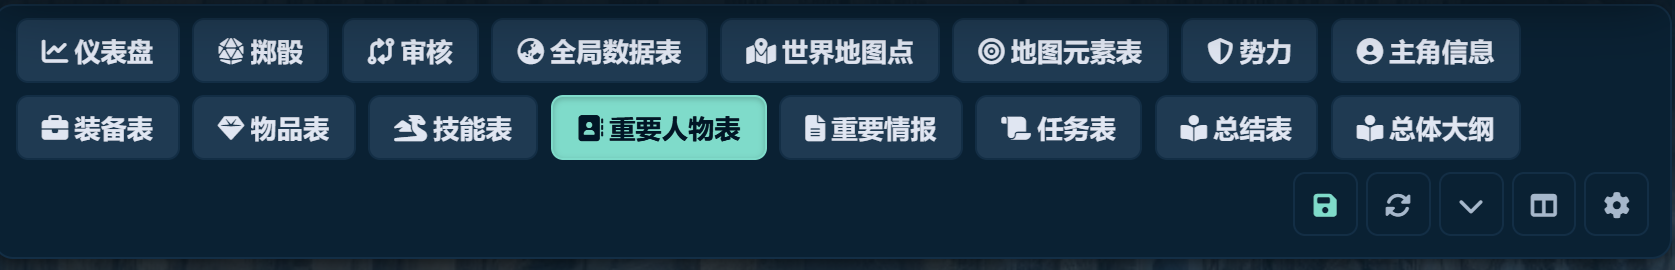 仪表盘 掷骰 审核 全局数据表 世界地图点 地图元素表 势力 主角信息
装备表 物品表 技能表 重要人物表 重要情报 任务表 总结表 总体大纲